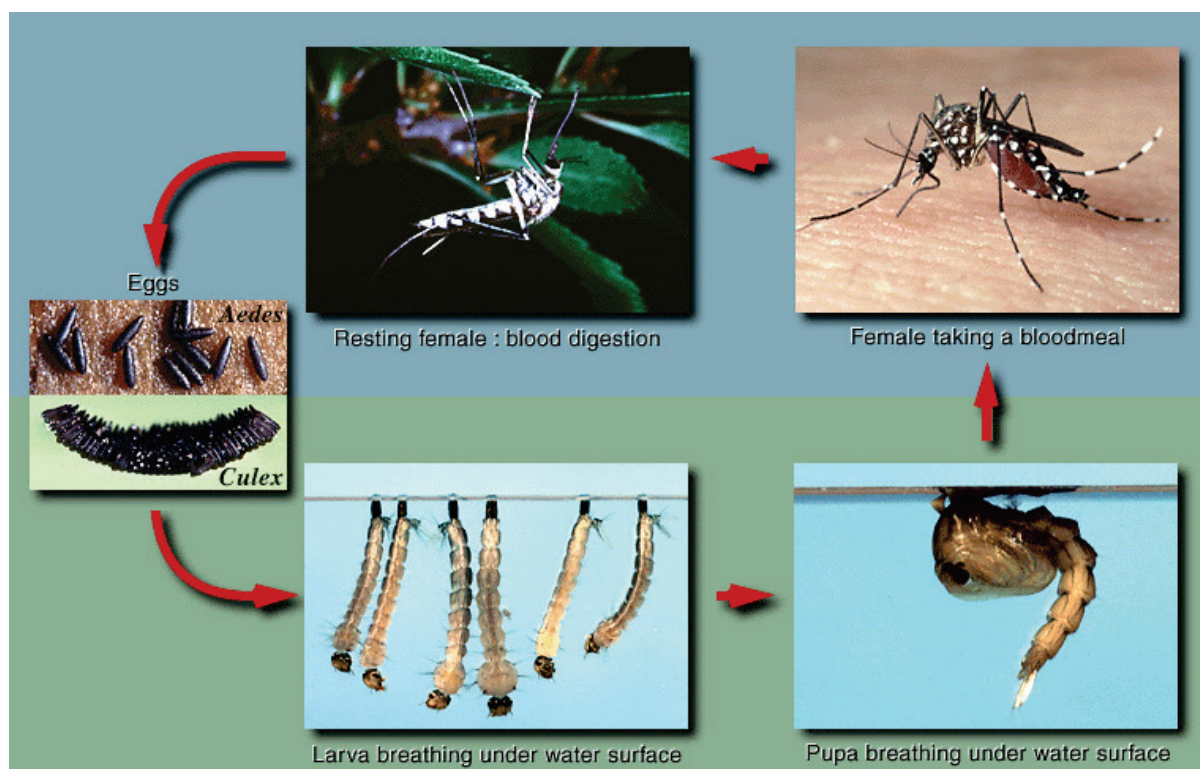 Eggs
Aedes
Culex
Resting female : blood digestion
Female taking a bloodmeal
Larva breathing under water surface
Pupa breathing under water surface